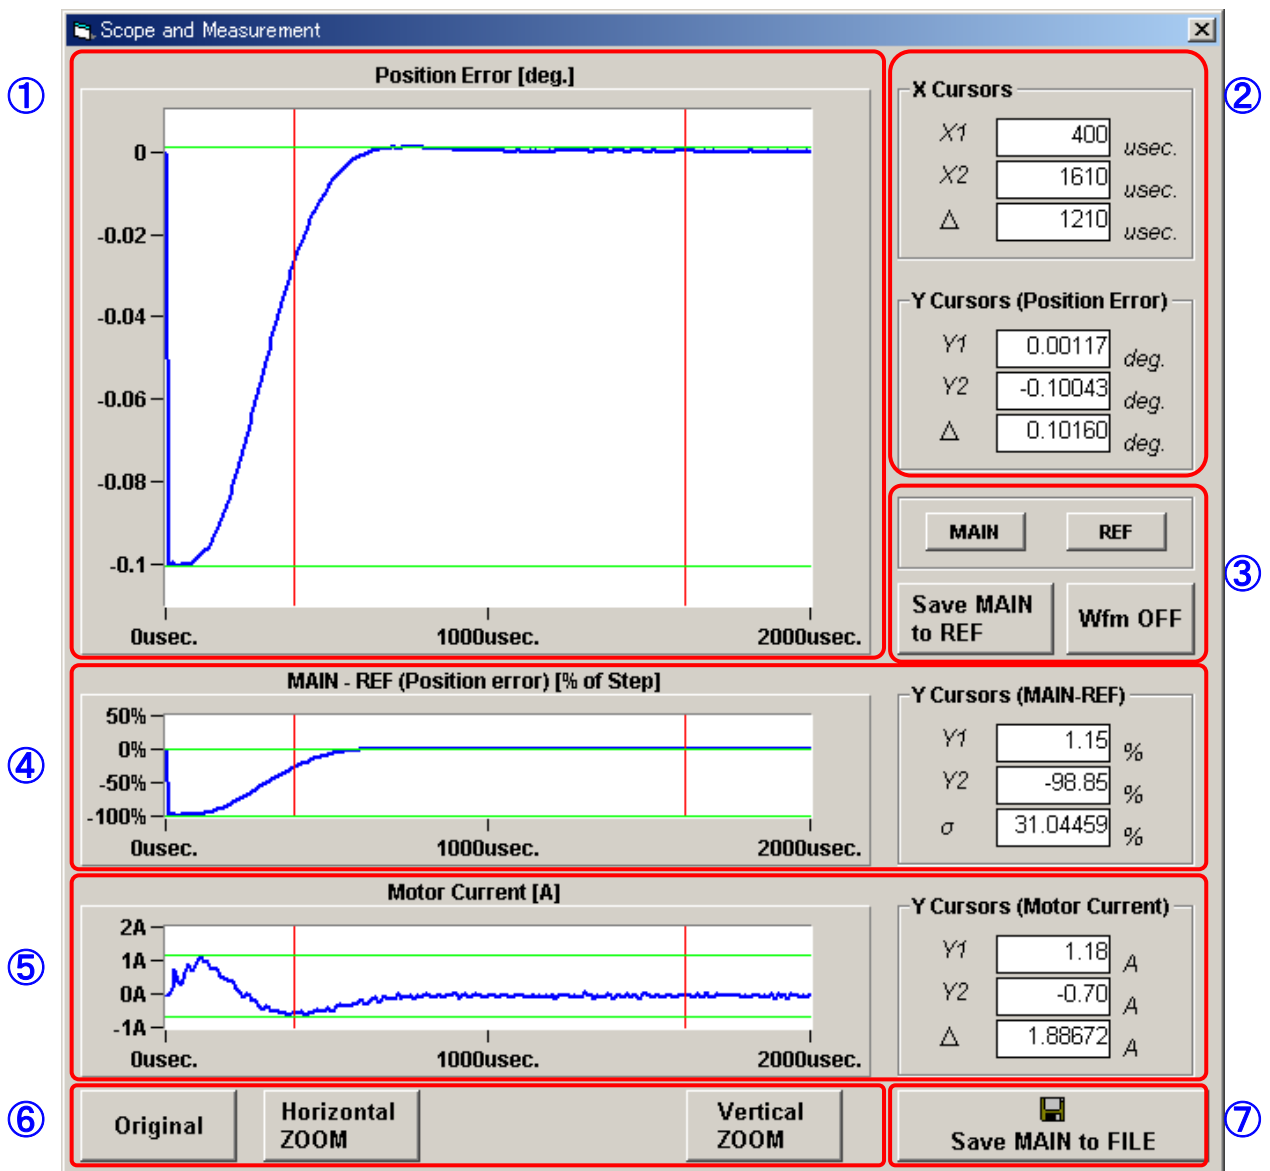 Scope and Measurement
①
Position Error [deg.]
0
-0.02
-0.04
-0.06
-0.08
-0.1
0usec.
1000usec.
2000usec.
②
X Cursors
X1
400
usec.
X2
1610
usec.
△
1210
usec.
Y Cursors (Position Error)
Y1
0.00117
deg.
Y2
-0.10043
deg.
△
0.10160
deg.
③
MAIN
REF
Save MAIN
to REF
Wfm OFF
④
MAIN - REF (Position error) [% of Step]
50%
0%
-50%
-100%
0usec.
1000usec.
2000usec.
Y Cursors (MAIN-REF)
Y1
1.15
%
Y2
-98.85
%
σ
31.04459
%
⑤
Motor Current [A]
2A
1A
0A
-1A
0usec.
1000usec.
2000usec.
Y Cursors (Motor Current)
Y1
1.18
A
Y2
-0.70
A
△
1.88672
A
⑥
Original
Horizontal
ZOOM
Vertical
ZOOM
⑦
Save MAIN to FILE